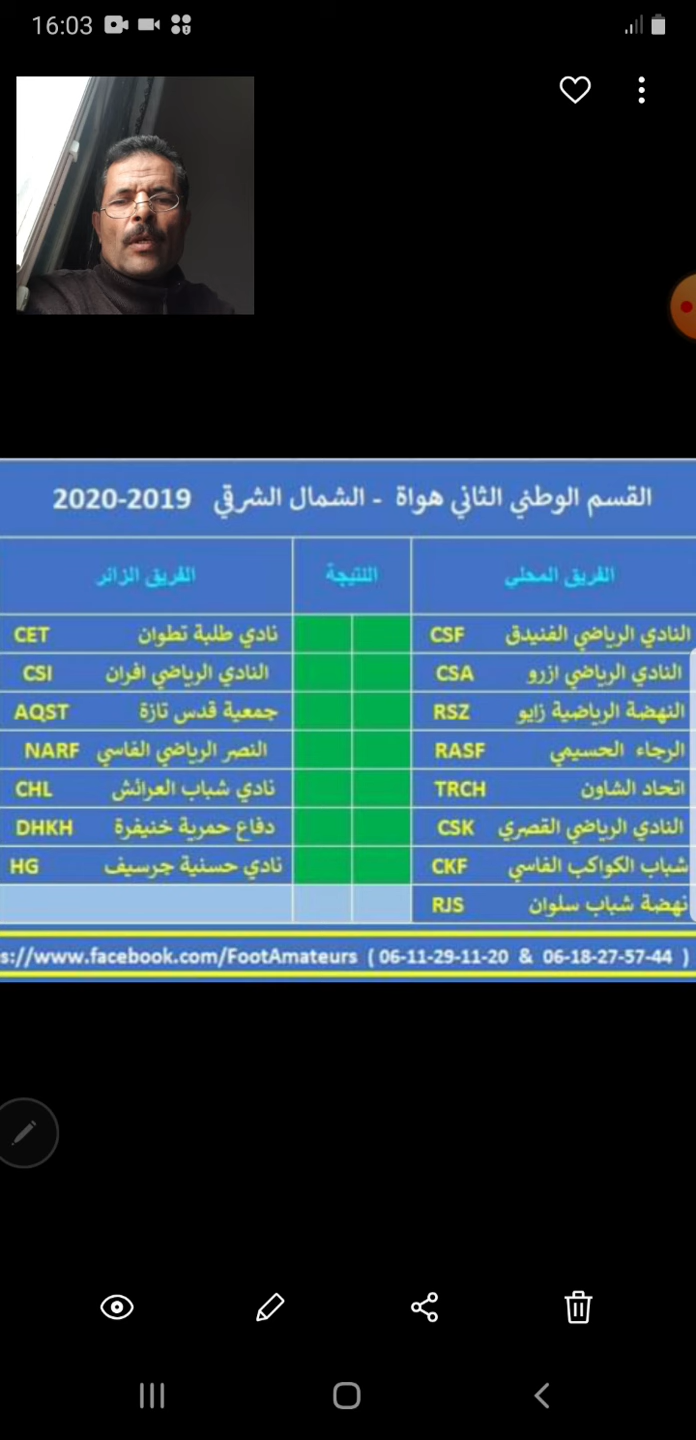 16:03
القسم الوطني الثاني هواة - الشمال الشرقي 2019-2020
الفريق المحلي النتيجة الفريق الزائر
النادي الرياضي الفنيدق CSF نادي طلبة تطوان CET
النادي الرياضي ازرو CSA النادي الرياضي افران CSI
النهضة الرياضية زايو RSZ جمعية قدس تازة AQST
الرجاء الحسيمي RASF النصر الرياضي الفاسي NARF
اتحاد الشاون TRCH نادي شباب العرائش CHL
النادي الرياضي القصري CSK دفاع حمرية خنيفرة DHKH
شباب الكواكب الفاسي CKF نادي حسنية جرسيف HG
نهضة شباب سلوان RJS
s://www.facebook.com/FootAmateurs ( 06-11-29-11-20 & 06-18-27-57-44 )